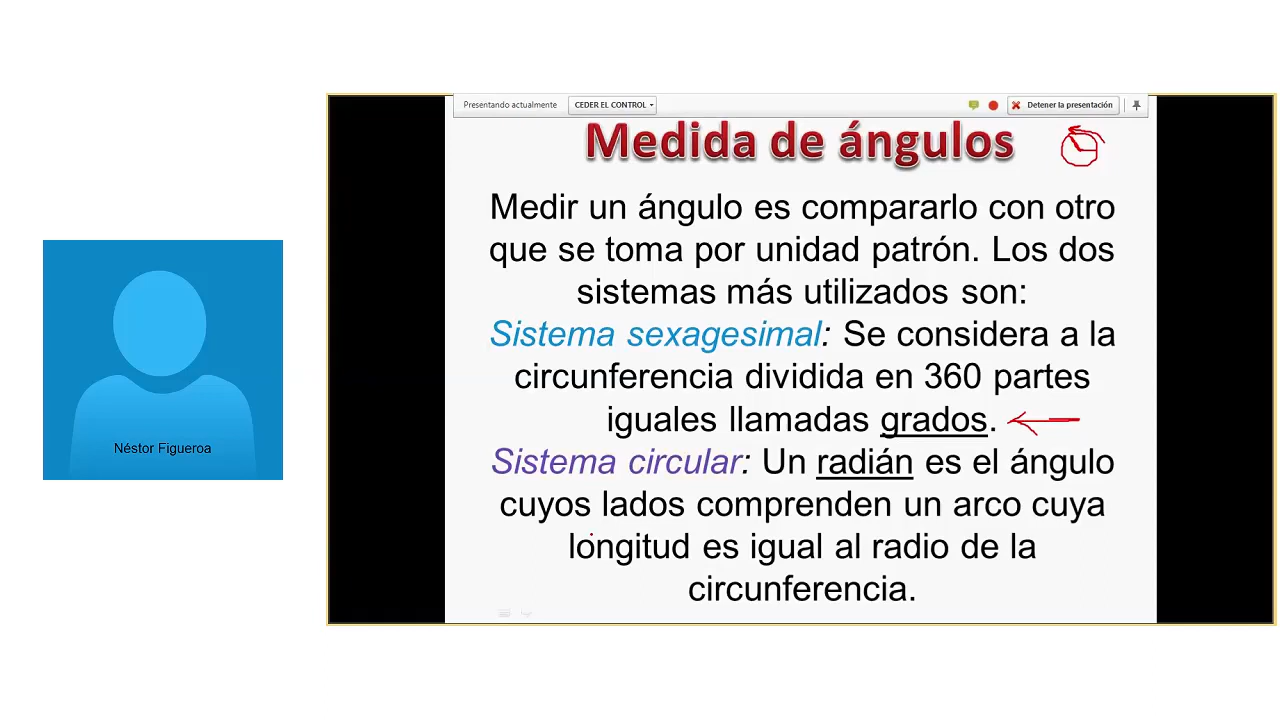 Presentando actualmente CEDER EL CONTROL Detener la presentación
Medida de ángulos
Medir un ángulo es compararlo con otro
que se toma por unidad patrón. Los dos
sistemas más utilizados son:
Sistema sexagesimal: Se considera a la
circunferencia dividida en 360 partes
iguales llamadas grados.
Sistema circular: Un radián es el ángulo
cuyos lados comprenden un arco cuya
longitud es igual al radio de la
circunferencia.
Néstor Figueroa